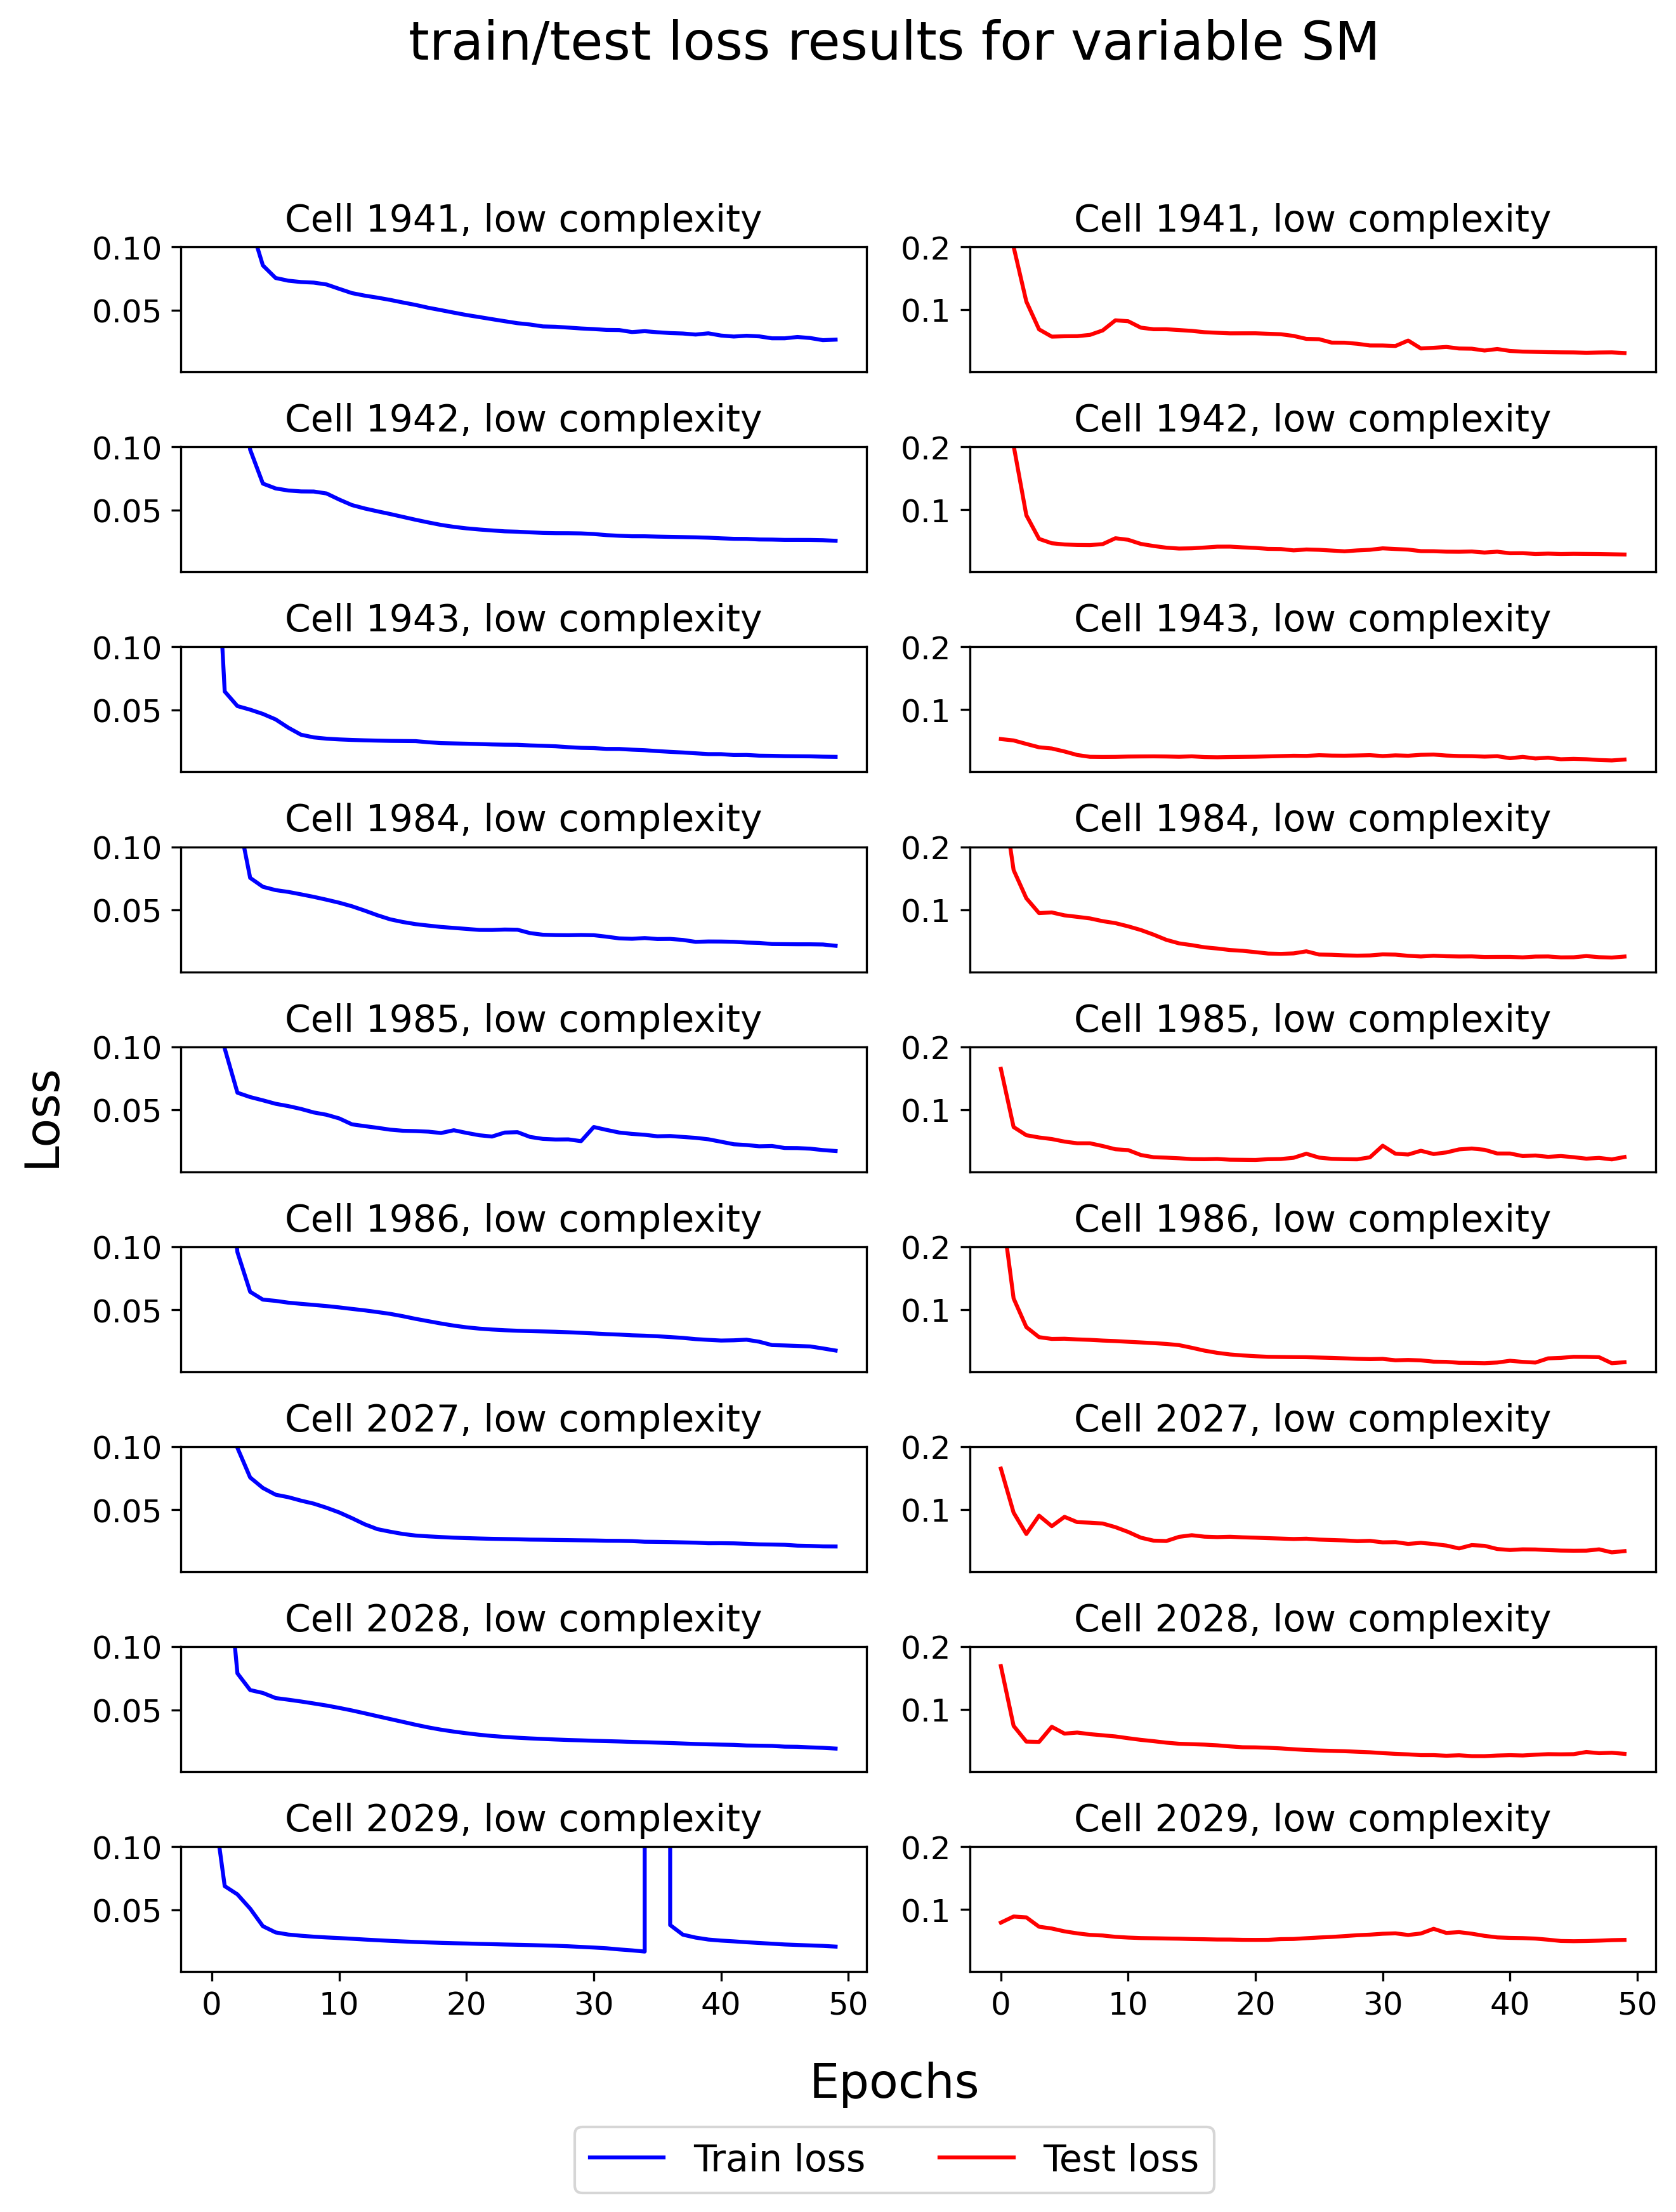 train/test loss results for variable SM
Cell 1941, low complexity
0.10
0.05
Cell 1941, low complexity
0.2
0.1
Cell 1942, low complexity
0.10
0.05
Cell 1942, low complexity
0.2
0.1
Cell 1943, low complexity
0.10
0.05
Cell 1943, low complexity
0.2
0.1
Cell 1984, low complexity
0.10
0.05
Cell 1984, low complexity
0.2
0.1
Cell 1985, low complexity
0.10
0.05
Cell 1985, low complexity
0.2
0.1
Loss
Cell 1986, low complexity
0.10
0.05
Cell 1986, low complexity
0.2
0.1
Cell 2027, low complexity
0.10
0.05
Cell 2027, low complexity
0.2
0.1
Cell 2028, low complexity
0.10
0.05
Cell 2028, low complexity
0.2
0.1
Cell 2029, low complexity
0.10
0.05
0 10 20 30 40 50
Cell 2029, low complexity
0.2
0.1
0 10 20 30 40 50
Epochs
Train loss Test loss